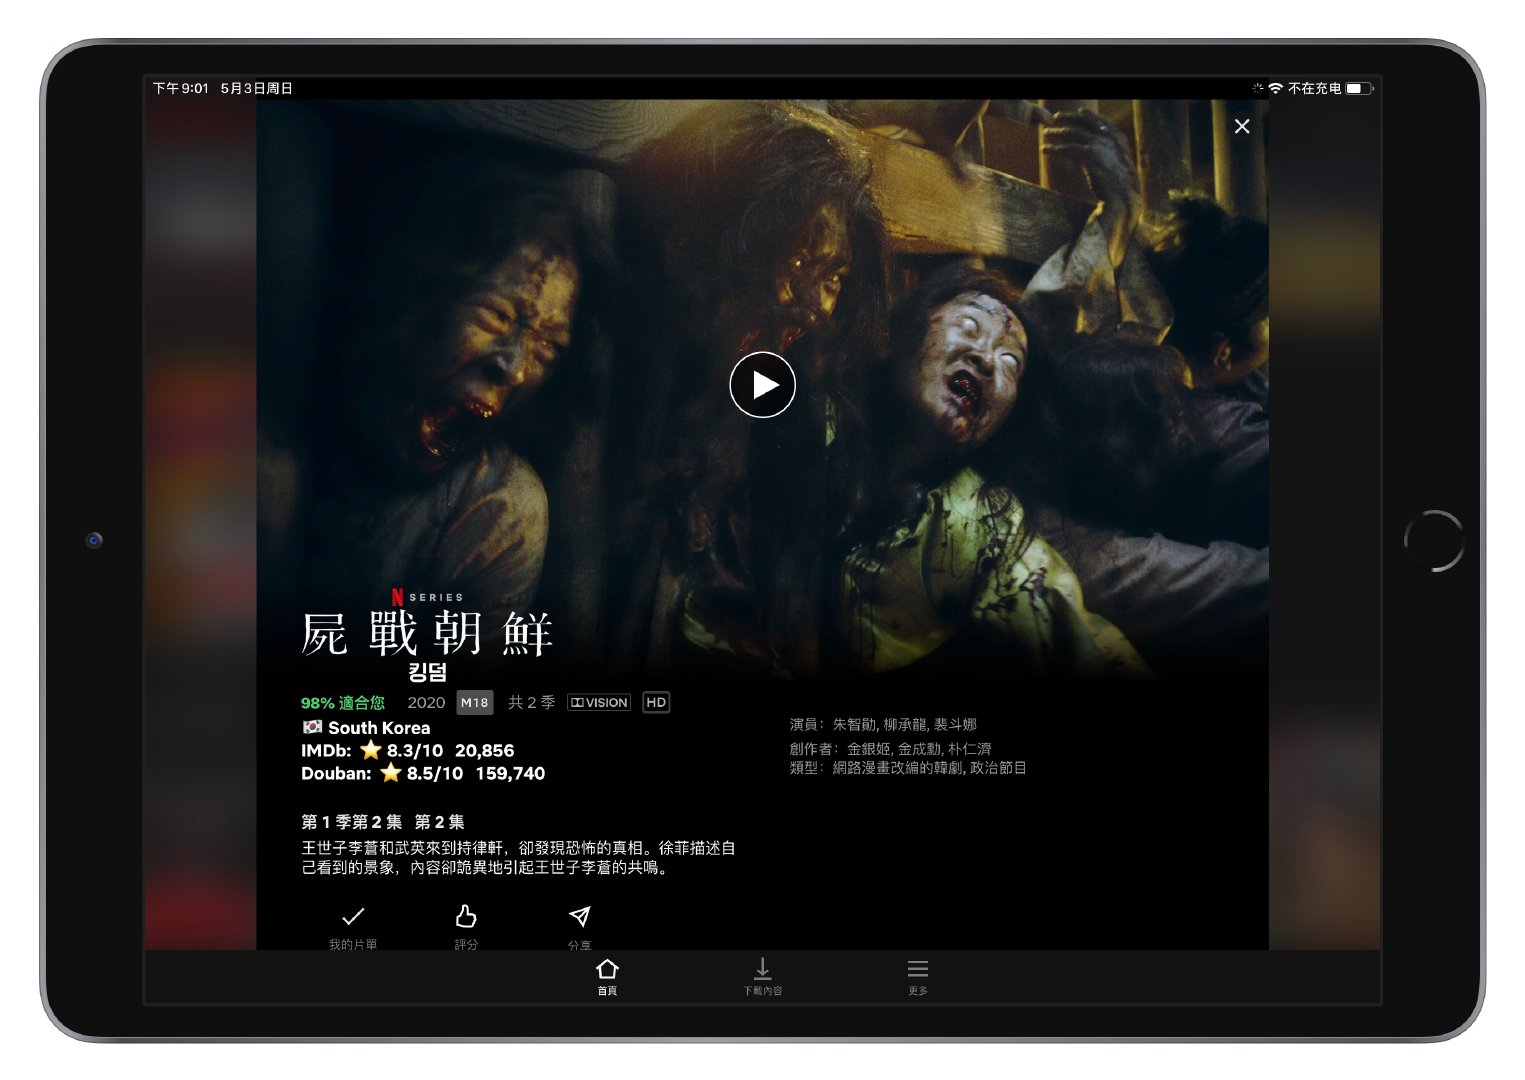 下午9:01 5月3日周日
不在充电
N SERIES
屍戰朝鮮
킹덤
98% 適合您 2020 M18 共 2 季 VISION HD
South Korea
IMDb: 8.3/10 20,856
Douban: 8.5/10 159,740
演員：朱智勛, 柳承龍, 裴斗娜
創作者：金銀姬, 金成勳, 朴仁濟
類型：網路漫畫改編的韓劇, 政治節目
第 1 季第 2 集 第 2 集
王世子李蒼和武英來到持律軒，卻發現恐怖的真相。徐菲描述自
己看到的景象，內容卻詭異地引起王世子李蒼的共鳴。
我的片單 評分 分享
首頁 下載內容 更多